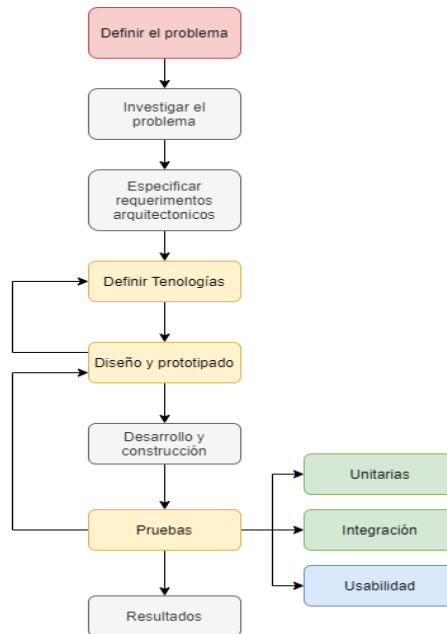 Definir el problema
Investigar el
problema
Especificar
requerimentos
arquitectonicos
Definir Tenologías
Diseño y prototipado
Desarrollo y
construcción
Unitarias
Pruebas
Integración
Usabilidad
Resultados